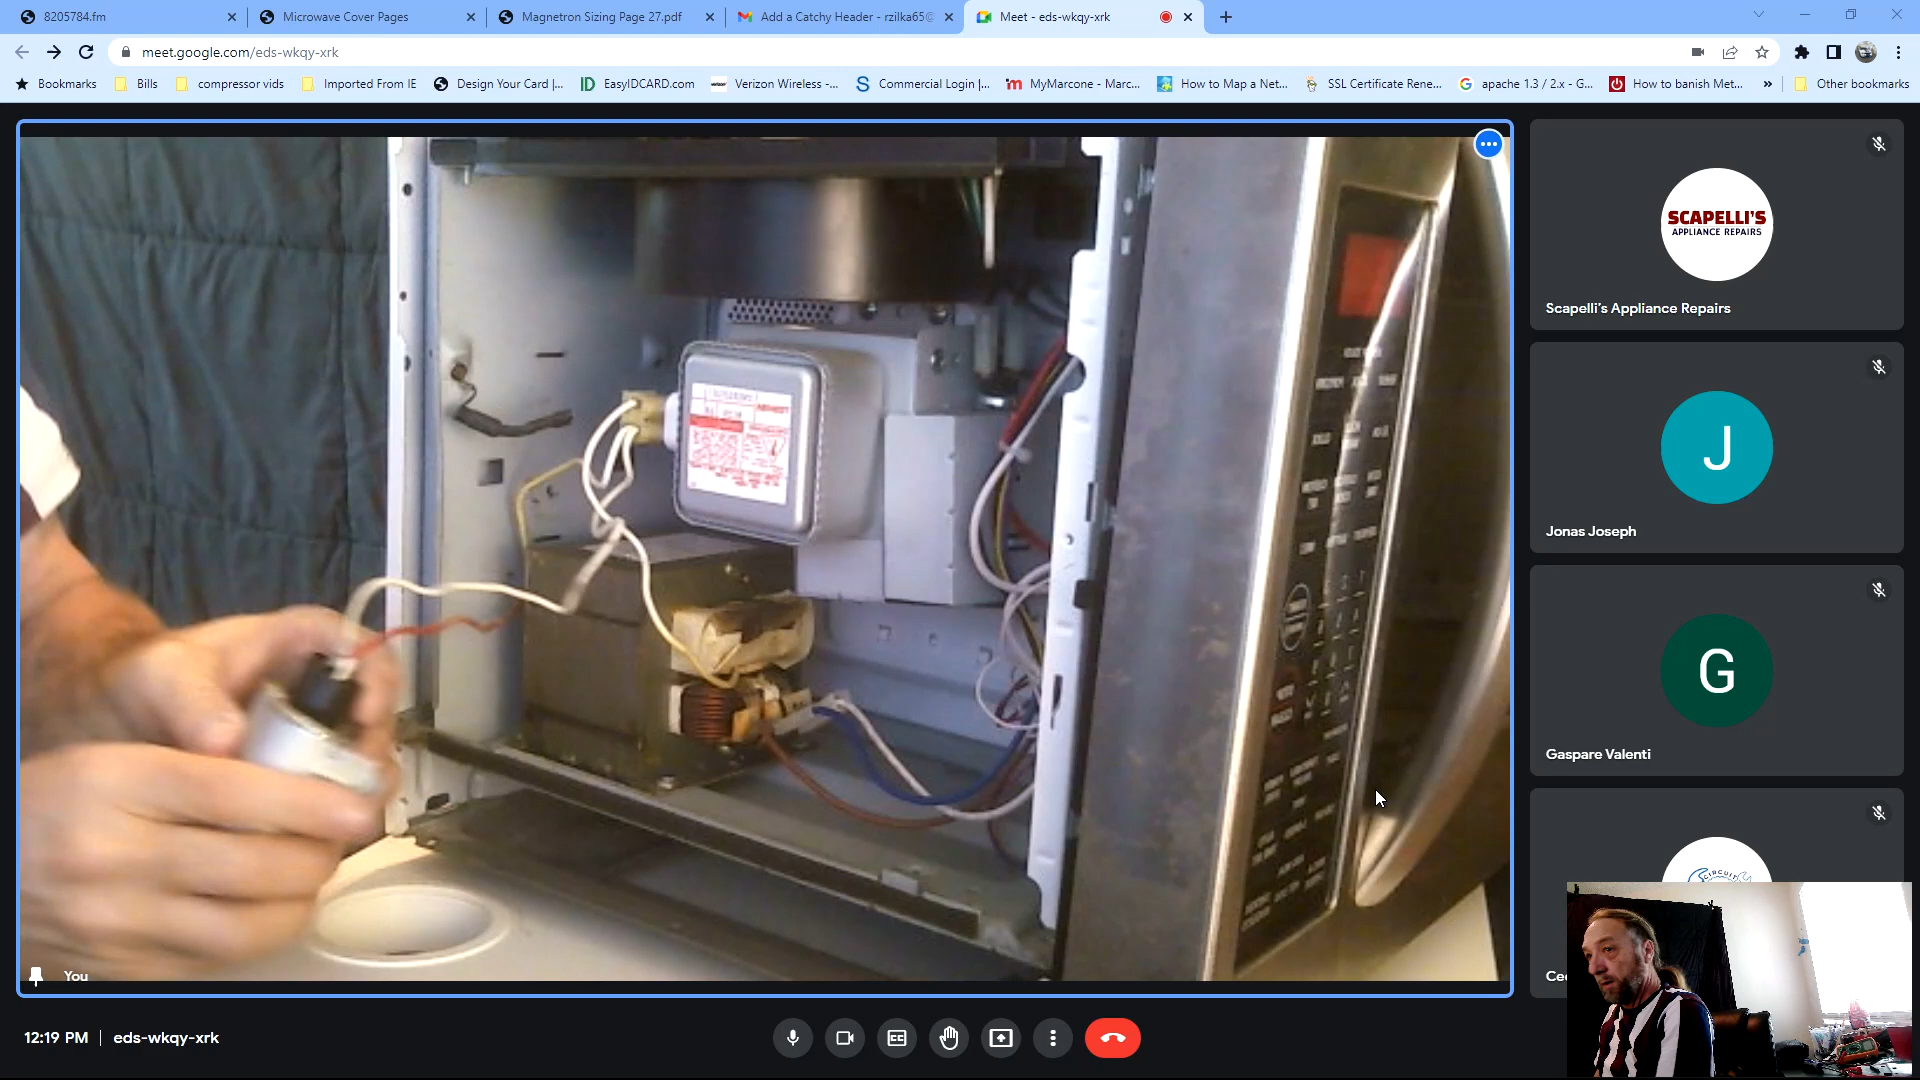 8205784.fm
Microwave Cover Pages
Magnetron Sizing Page 27.pdf
Add a Catchy Header - rzilka65@
Meet - eds-wkqy-xrk
meet.google.com/eds-wkqy-xrk
Bookmarks
Bills
compressor vids
Imported From IE
Design Your Card |...
EasyIDCARD.com
Verizon Wireless -...
Commercial Login |...
MyMarcone - Marc...
How to Map a Net...
SSL Certificate Rene...
apache 1.3 / 2.x - G...
How to banish Met...
Other bookmarks
SCAPELLI'S
APPLIANCE REPAIRS
Scapelli's Appliance Repairs
J
Jonas Joseph
G
Gaspare Valenti
CIRCUIT
You
12:19 PM | eds-wkqy-xrk